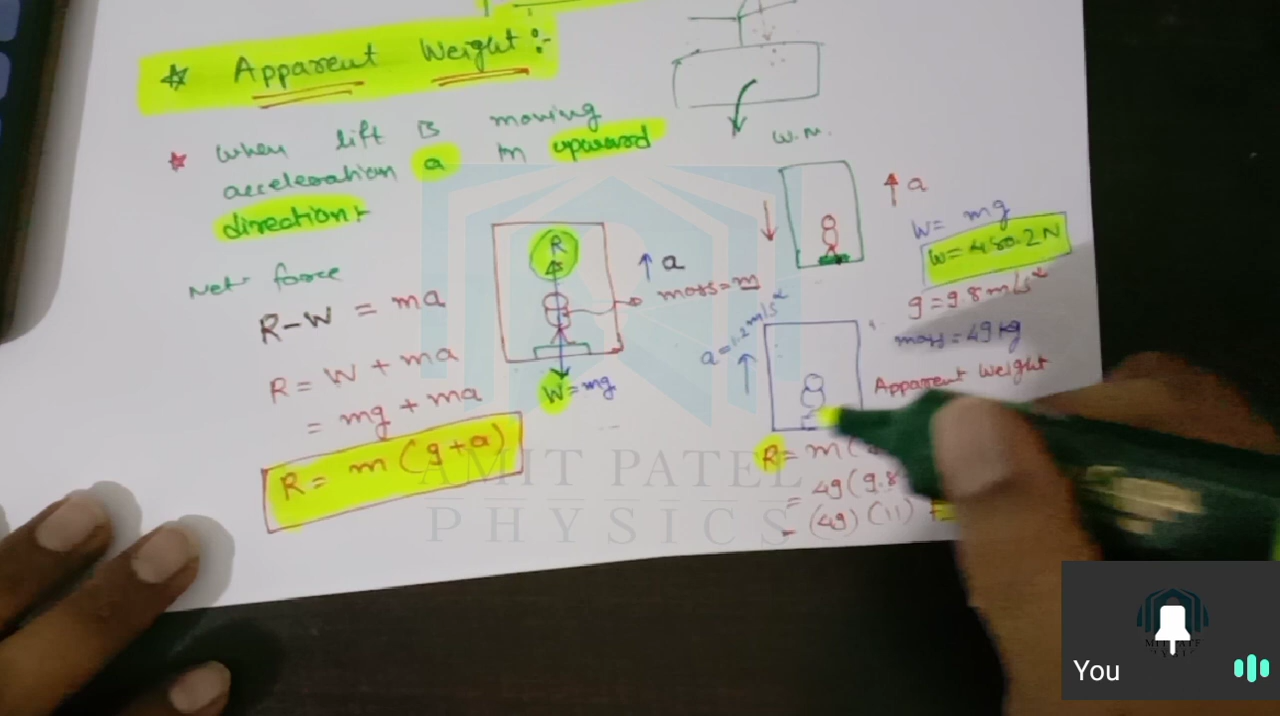 ☆ Apparent Weight :-
☆ When lift is moving
acceleration a in upward
direction :-
Net force
R-W = ma
R = W + ma
= mg + ma
R = m (g+a)
R
a
mass = m
W = mg
W.M.
a
W = mg
W = 480.2 N
g = 9.8 m/s²
mass = 49 kg
a = 1.2 m/s²
Apparent Weight
R = m (
= 49 (9.8
= (49) (11)
AMIT PATEL
PHYSICS
You